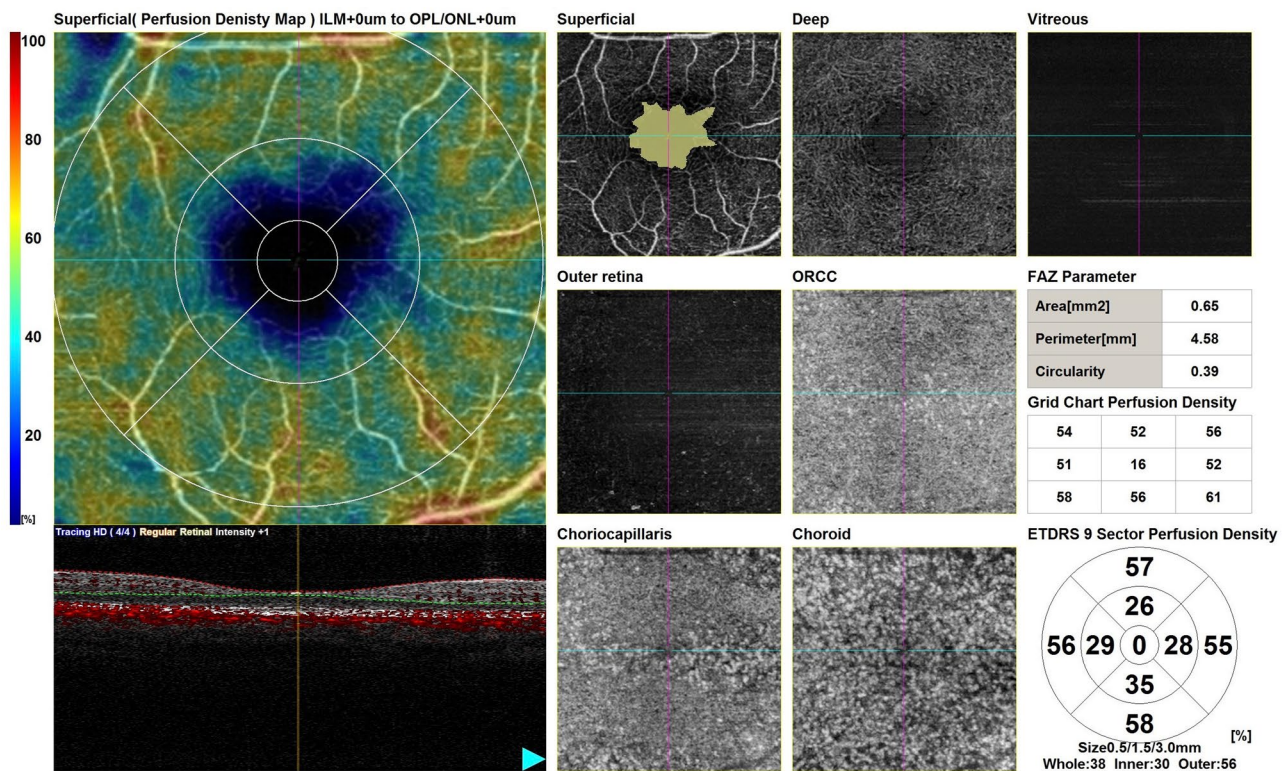 Superficial( Perfusion Denisty Map ) ILM+0um to OPL/ONL+0um
100
80
60
40
20
[%]
Tracing HD ( 4/4 ) Regular Retinal Intensity +1
Superficial
Deep
Vitreous
Outer retina
ORCC
FAZ Parameter
Area[mm2] 0.65
Perimeter[mm] 4.58
Circularity 0.39
Grid Chart Perfusion Density
54 52 56
51 16 52
58 56 61
Choriocapillaris
Choroid
ETDRS 9 Sector Perfusion Density
57
26
56 29 0 28 55
35
58
[%]
Size0.5/1.5/3.0mm
Whole:38 Inner:30 Outer:56